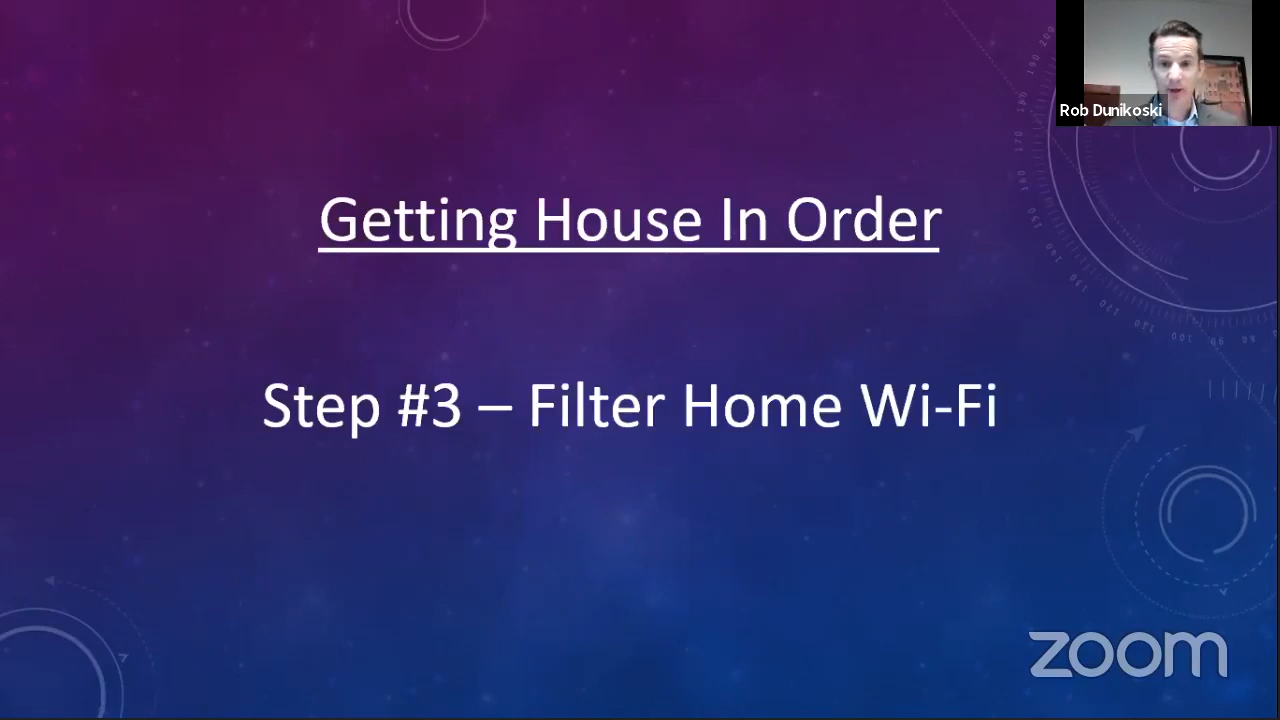 Rob Dunikoski
Getting House In Order
Step #3 – Filter Home Wi-Fi
zoom